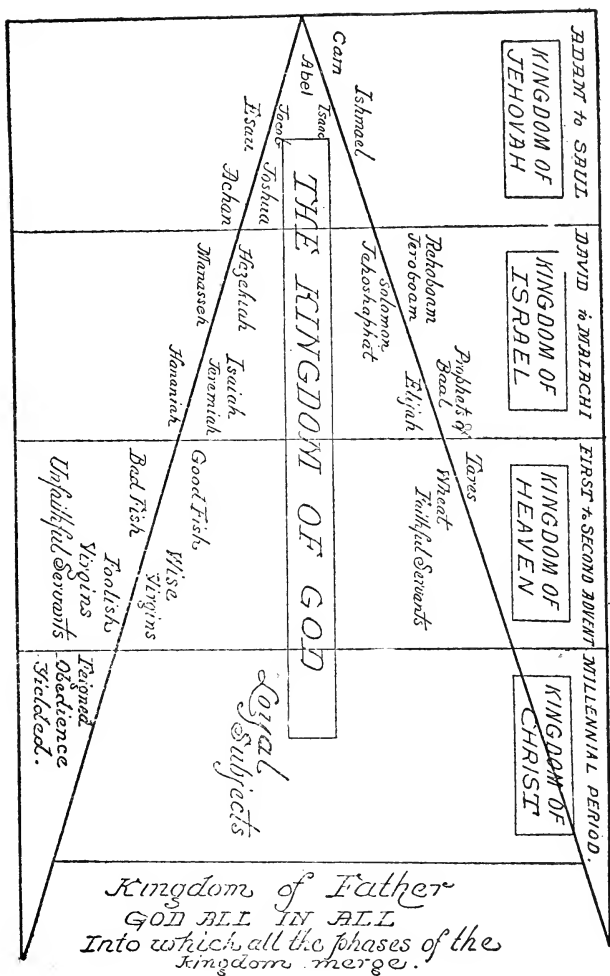 ADAM to SAUL
KINGDOM OF
JEHOVAH
DAVID to MALACHI
KINGDOM OF
ISRAEL
FIRST to SECOND ADVENT
KINGDOM OF
HEAVEN
MILLENNIAL PERIOD.
KINGDOM OF
CHRIST
Cain
Ishmael
Abel
Isaac
Jacob
Joshua
Esau
Achan
Rehoboam
Jeroboam
Solomon
Jehoshaphat
Prophets of
Baal
Elijah
Hezekiah
Manasseh
Isaiah
Jeremiah
Hananiah
Tares
Wheat
Faithful Servants
THE KINGDOM OF GOD
Good Fish
Bad Fish
Wise
Virgins
Foolish
Virgins
Unfaithful Servants
Loyal
Subjects
Feigned
Obedience
Yielded.
Kingdom of Father
GOD ALL IN ALL
Into which all the phases of the
kingdom merge.